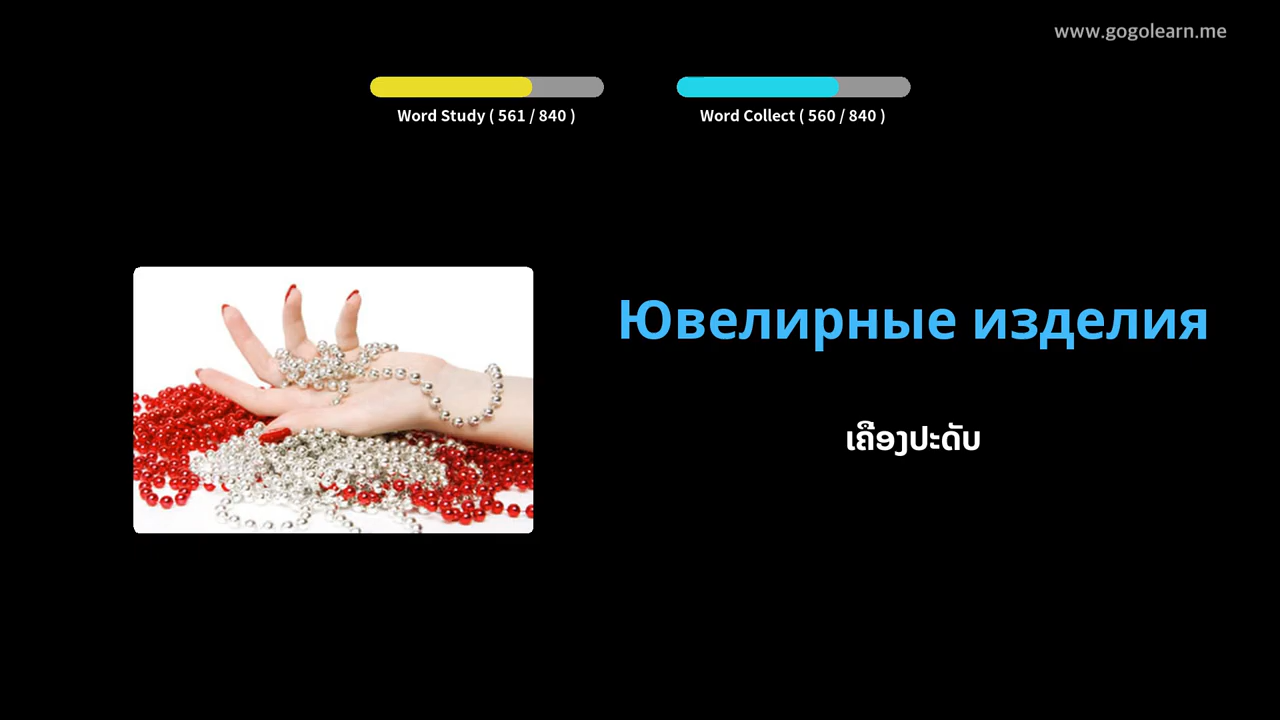 www.gogolearn.me
Word Study ( 561 / 840 )
Word Collect ( 560 / 840 )
Ювелирные изделия
ເຄືອງປະດັບ